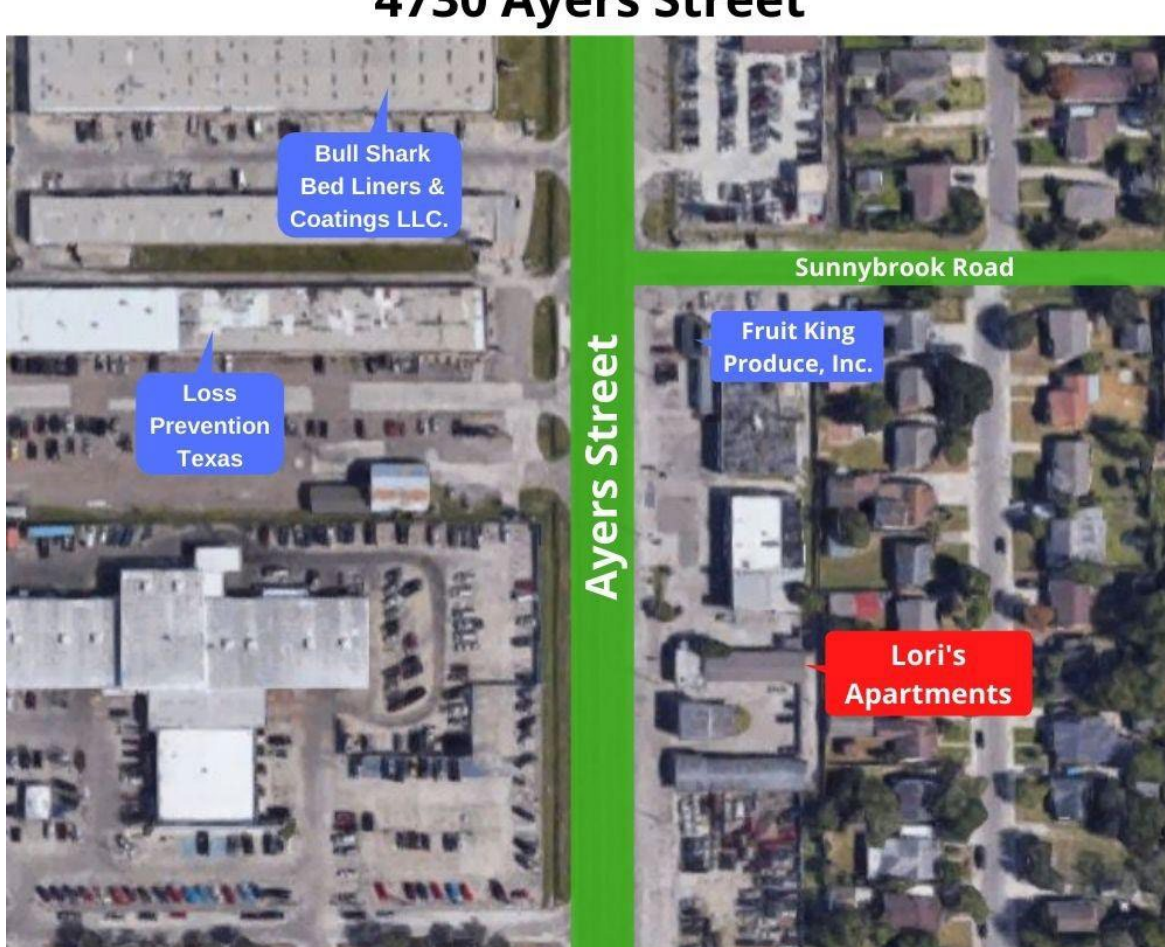 4730 Ayers Street
Bull Shark
Bed Liners &
Coatings LLC.
Sunnybrook Road
Fruit King
Produce, Inc.
Ayers Street
Loss
Prevention
Texas
Lori's
Apartments